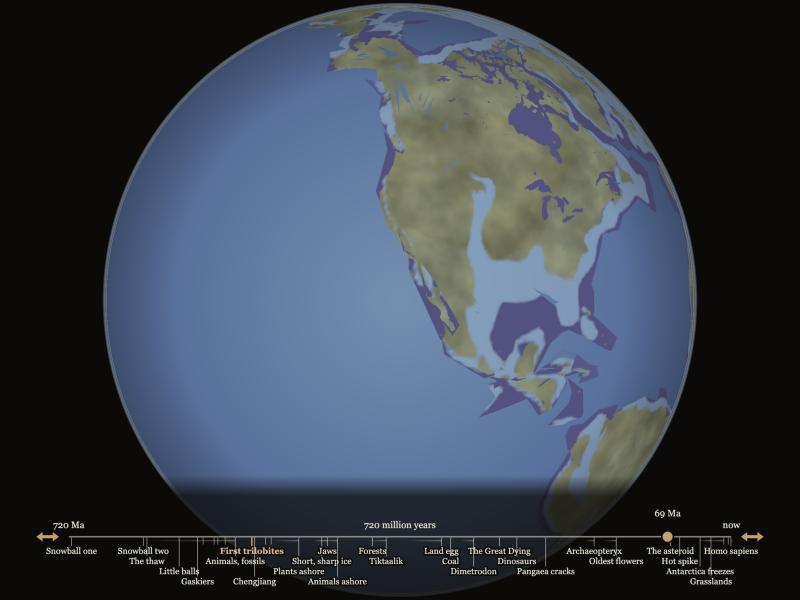 69 Ma
720 Ma 720 million years now
Snowball one Snowball two First trilobites Jaws Forests Land egg The Great Dying Archaeopteryx The asteroid Homo sapiens
The thaw Animals, fossils Short, sharp ice Tiktaalik Coal Dinosaurs Oldest flowers Hot spike
Little balls Plants ashore Dimetrodon Pangaea cracks Antarctica freezes
Gaskiers Chengjiang Animals ashore Grasslands